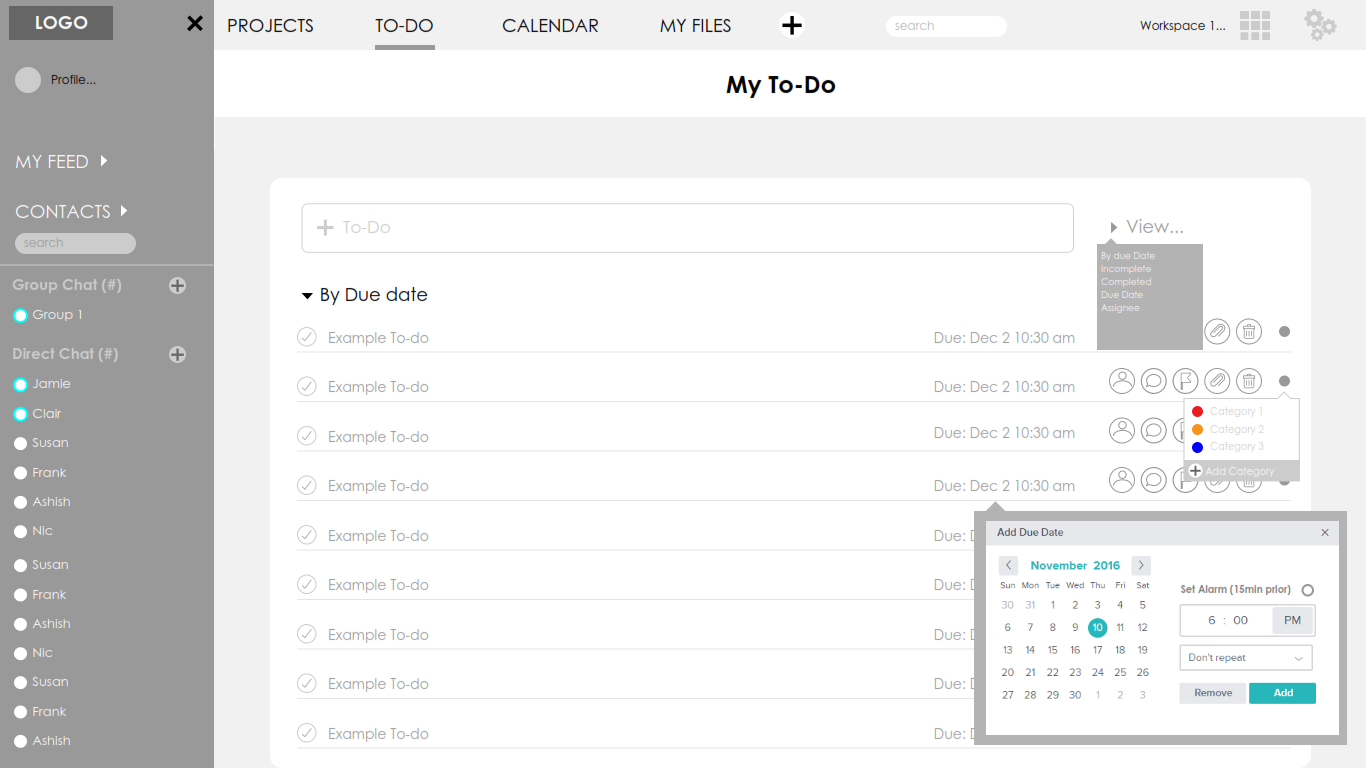 LOGO
PROJECTS TO-DO CALENDAR MY FILES search Workspace 1...
Profile...
My To-Do
MY FEED
CONTACTS
search
Group Chat (#)
Group 1
Direct Chat (#)
Jamie
Clair
Susan
Frank
Ashish
Nic
Susan
Frank
Ashish
Nic
Susan
Frank
Ashish
To-Do
View...
By due Date
Incomplete
Completed
Due Date
Assignee
By Due date
Example To-do Due: Dec 2 10:30 am
Example To-do Due: Dec 2 10:30 am
Example To-do Due: Dec 2 10:30 am
Example To-do Due: Dec 2 10:30 am
Example To-do Due:
Example To-do Due:
Example To-do Due:
Example To-do Due:
Example To-do Due:
Category 1
Category 2
Category 3
Add Category
Add Due Date
November 2016
Sun Mon Tue Wed Thu Fri Sat
30 31 1 2 3 4 5
6 7 8 9 10 11 12
13 14 15 16 17 18 19
20 21 22 23 24 25 26
27 28 29 30 1 2 3
Set Alarm (15min prior)
6 : 00 PM
Don't repeat
Remove Add